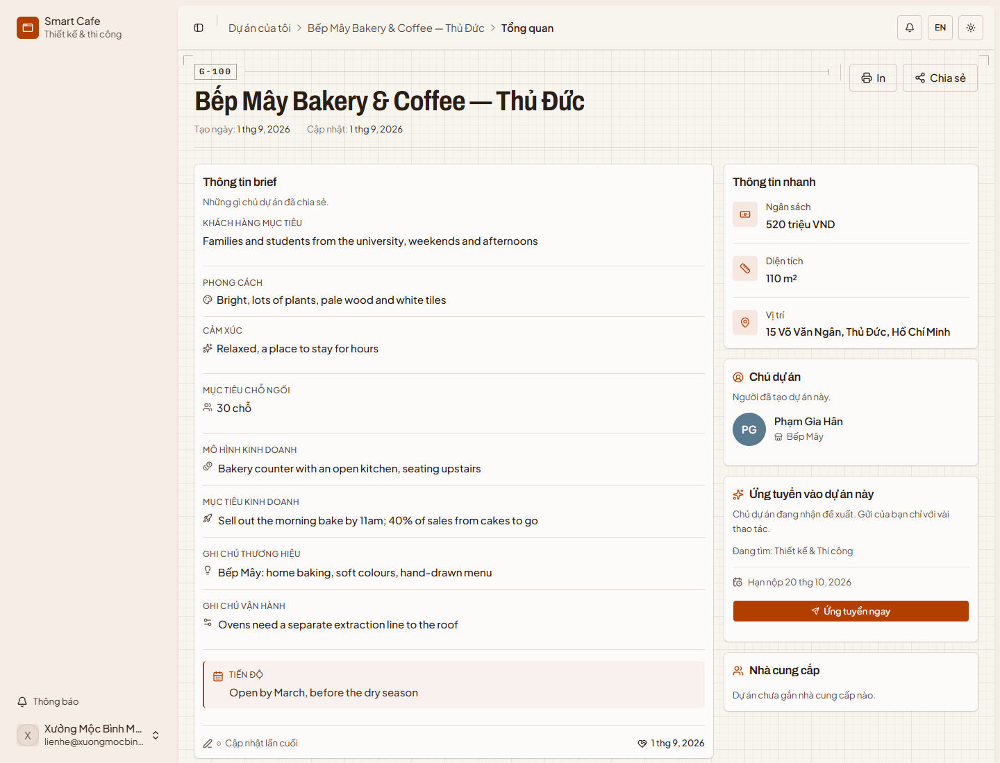 Smart Cafe
Thiết kế & thi công
Dự án của tôi
Bếp Mây Bakery & Coffee — Thủ Đức
Tổng quan
EN
G-100
In
Chia sẻ
Bếp Mây Bakery & Coffee — Thủ Đức
Tạo ngày: 1 thg 9, 2026
Cập nhật: 1 thg 9, 2026
Thông tin brief
Những gì chủ dự án đã chia sẻ.
KHÁCH HÀNG MỤC TIÊU
Families and students from the university, weekends and afternoons
PHONG CÁCH
Bright, lots of plants, pale wood and white tiles
CẢM XÚC
Relaxed, a place to stay for hours
MỤC TIÊU CHỖ NGỒI
30 chỗ
MÔ HÌNH KINH DOANH
Bakery counter with an open kitchen, seating upstairs
MỤC TIÊU KINH DOANH
Sell out the morning bake by 11am; 40% of sales from cakes to go
GHI CHÚ THƯƠNG HIỆU
Bếp Mây: home baking, soft colours, hand-drawn menu
GHI CHÚ VẬN HÀNH
Ovens need a separate extraction line to the roof
TIẾN ĐỘ
Open by March, before the dry season
Cập nhật lần cuối
1 thg 9, 2026
Thông tin nhanh
Ngân sách
520 triệu VND
Diện tích
110 m²
Vị trí
15 Võ Văn Ngân, Thủ Đức, Hồ Chí Minh
Chủ dự án
Người đã tạo dự án này.
PG
Phạm Gia Hân
Bếp Mây
Ứng tuyển vào dự án này
Chủ dự án đang nhận đề xuất. Gửi của bạn chỉ với vài
thao tác.
Đang tìm: Thiết kế & Thi công
Hạn nộp 20 thg 10, 2026
Ứng tuyển ngay
Nhà cung cấp
Dự án chưa gắn nhà cung cấp nào.
Thông báo
X
Xưởng Mộc Bình M...
lienhe@xuongmocbin...